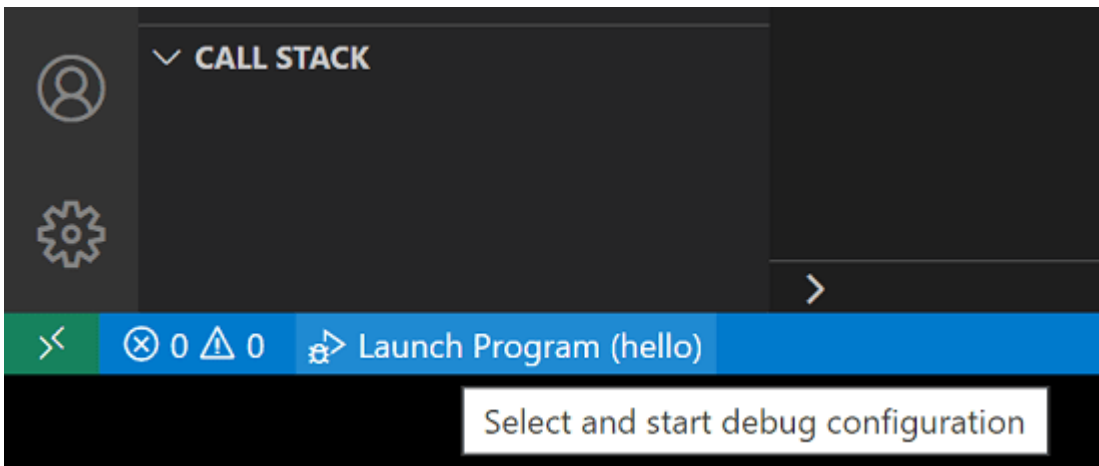 CALL STACK
0 0 Launch Program (hello)
Select and start debug configuration